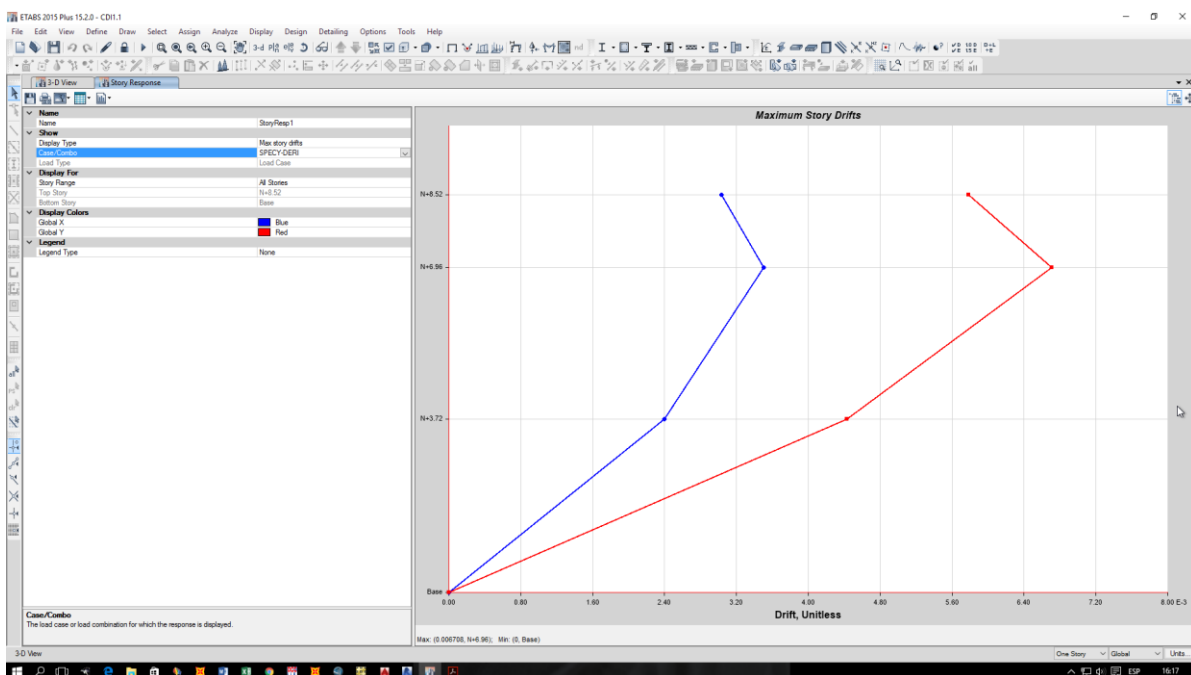 ETABS 2015 Plus 15.2.0 - CDI1.1
File Edit View Define Draw Select Assign Analyze Display Design Detailing Options Tools Help
3-D View
Story Response
Name
Name StoryResp1
Show
Display Type Max story drifts
Case/Combo SPECY-DERI
Load Type Load Case
Display For
Story Range All Stories
Top Story N+8.52
Bottom Story Base
Display Colors
Global X Blue
Global Y Red
Legend
Legend Type None
Maximum Story Drifts
N+8.52
N+6.96
N+3.72
Base
0.00 0.80 1.60 2.40 3.20 4.00 4.80 5.60 6.40 7.20 8.00 E-3
Drift, Unitless
Case/Combo
The load case or load combination for which the response is displayed.
Max: (0.006708, N+6.96); Min: (0, Base)
3-D View
One Story Global Units...
ESP 16:17